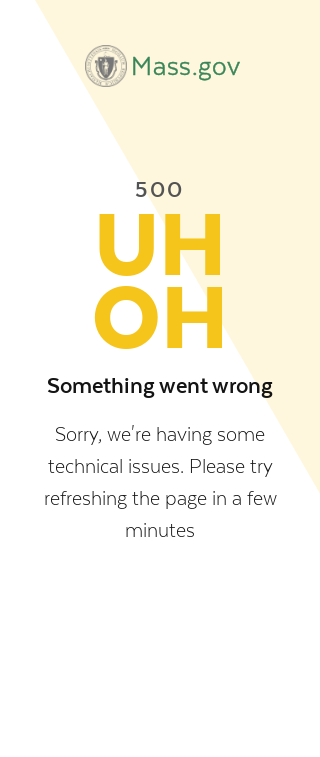 Mass.gov
500
UH
OH
Something went wrong
Sorry, we're having some
technical issues. Please try
refreshing the page in a few
minutes